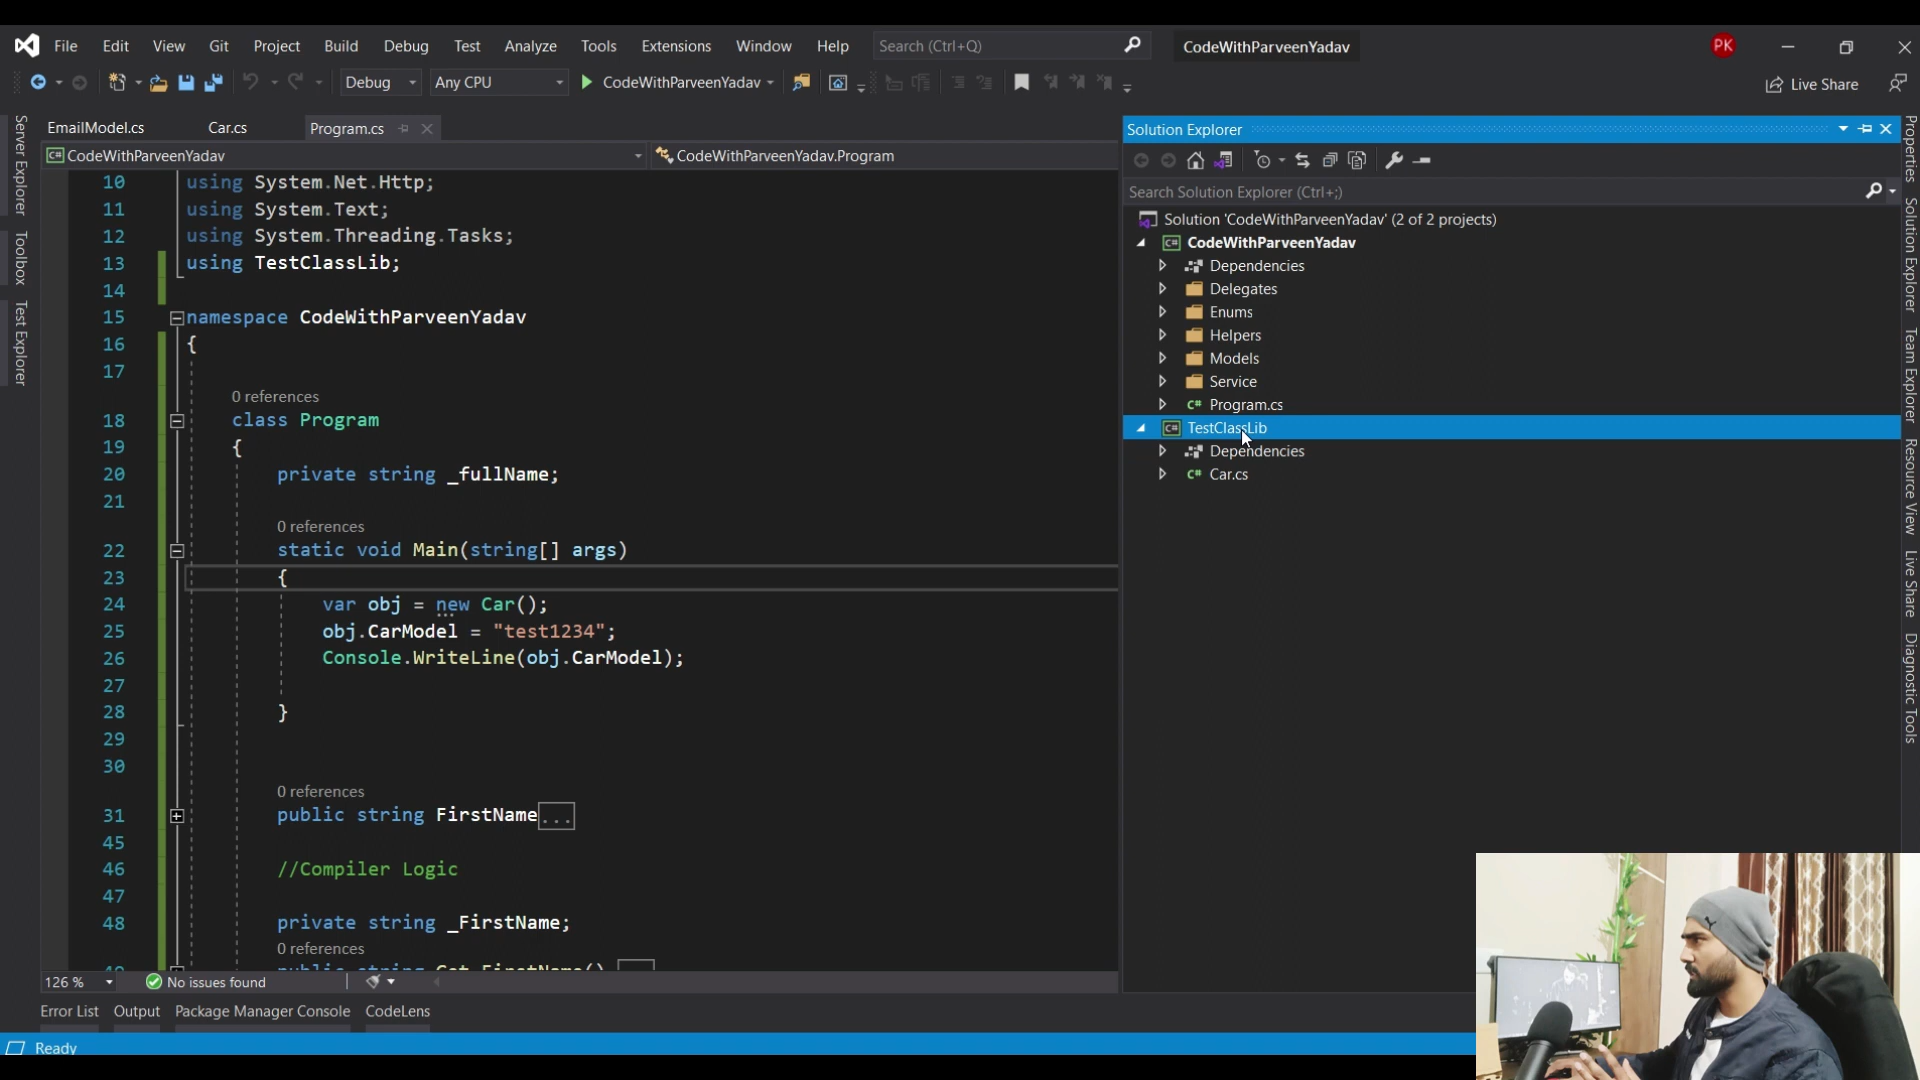 File Edit View Git Project Build Debug Test Analyze Tools Extensions Window Help Search (Ctrl+Q) CodeWithParveenYadav PK
Debug Any CPU CodeWithParveenYadav Live Share
Server Explorer
Toolbox
Test Explorer
EmailModel.cs Car.cs Program.cs
CodeWithParveenYadav CodeWithParveenYadav.Program
10 using System.Net.Http;
11 using System.Text;
12 using System.Threading.Tasks;
13 using TestClassLib;
14
15 namespace CodeWithParveenYadav
16 {
17
0 references
18 class Program
19 {
20 private string _fullName;
21
0 references
22 static void Main(string[] args)
23 {
24 var obj = new Car();
25 obj.CarModel = "test1234";
26 Console.WriteLine(obj.CarModel);
27
28 }
29
30
0 references
31 public string FirstName...
45
46 //Compiler Logic
47
48 private string _FirstName;
0 references
126 % No issues found
Error List Output Package Manager Console CodeLens
Ready
Solution Explorer
Search Solution Explorer (Ctrl+;)
Solution 'CodeWithParveenYadav' (2 of 2 projects)
C# CodeWithParveenYadav
Dependencies
Delegates
Enums
Helpers
Models
Service
C# Program.cs
C# TestClassLib
Dependencies
C# Car.cs
Properties
Solution Explorer
Team Explorer
Resource View
Live Share
Diagnostic Tools